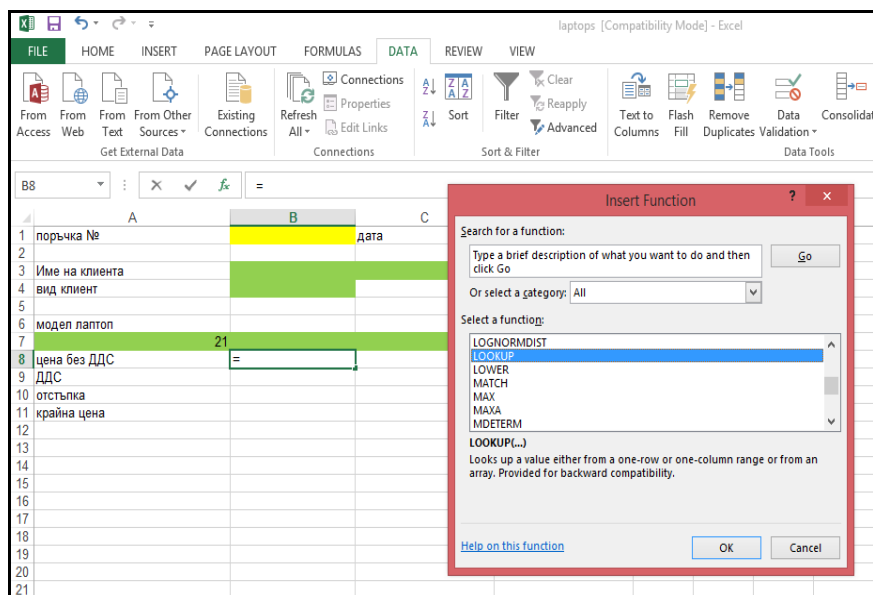 laptops [Compatibility Mode] - Excel
FILE HOME INSERT PAGE LAYOUT FORMULAS DATA REVIEW VIEW
From Access
From Web
From Text
From Other Sources
Existing Connections
Get External Data
Refresh All
Connections
Properties
Edit Links
Connections
Sort
Filter
Clear
Reapply
Advanced
Sort & Filter
Text to Columns
Flash Fill
Remove Duplicates
Data Validation
Consolidat
Data Tools
B8 fx =
A B C
1 поръчка № дата
2
3 Име на клиента
4 вид клиент
5
6 модел лаптоп
7 21
8 цена без ДДС =
9 ДДС
10 отстъпка
11 крайна цена
12
13
14
15
16
17
18
19
20
21
Insert Function ? x
Search for a function:
Type a brief description of what you want to do and then
click Go
Go
Or select a category: All
Select a function:
LOGNORMDIST
LOOKUP
LOWER
MATCH
MAX
MAXA
MDETERM
LOOKUP(...)
Looks up a value either from a one-row or one-column range or from an
array. Provided for backward compatibility.
Help on this function
OK Cancel